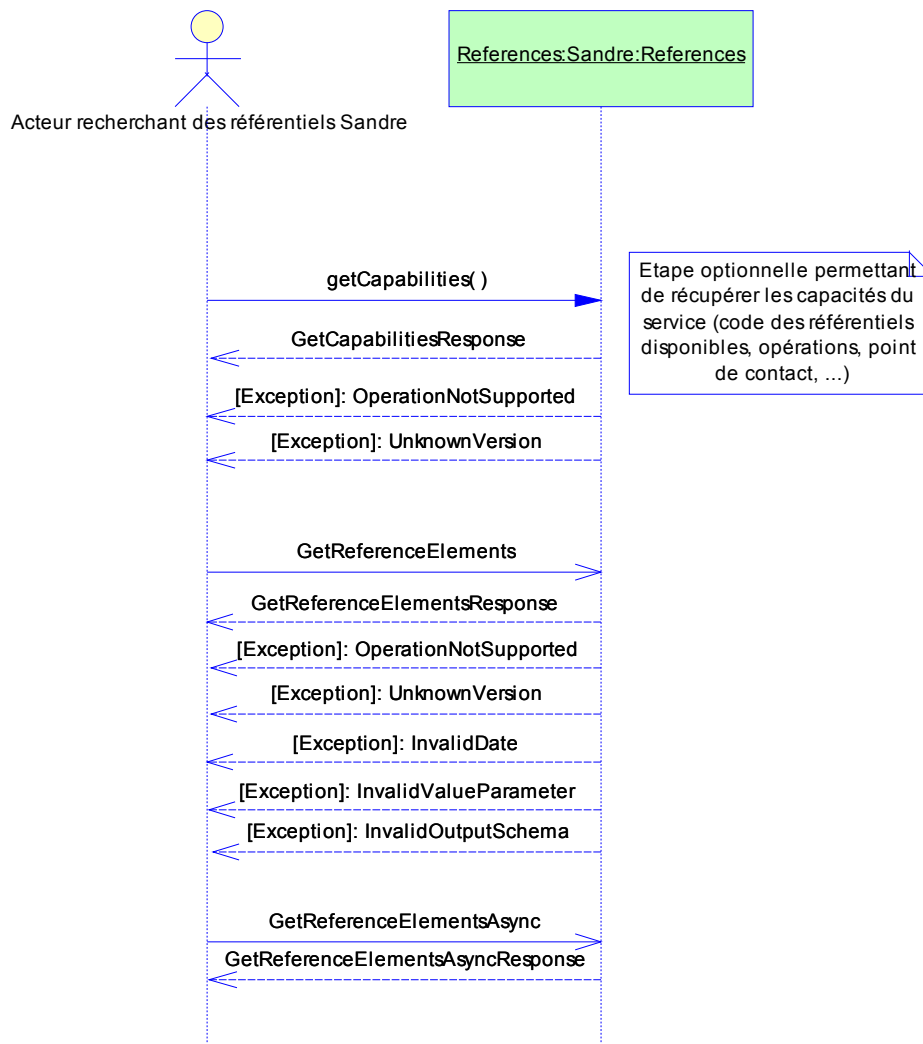 References:Sandre:References
Acteur recherchant des référentiels Sandre
getCapabilities( )
Etape optionnelle permettant
de récupérer les capacités du
service (code des référentiels
disponibles, opérations, point
de contact, ...)
GetCapabilitiesResponse
[Exception]: OperationNotSupported
[Exception]: UnknownVersion
GetReferenceElements
GetReferenceElementsResponse
[Exception]: OperationNotSupported
[Exception]: UnknownVersion
[Exception]: InvalidDate
[Exception]: InvalidValueParameter
[Exception]: InvalidOutputSchema
GetReferenceElementsAsync
GetReferenceElementsAsyncResponse